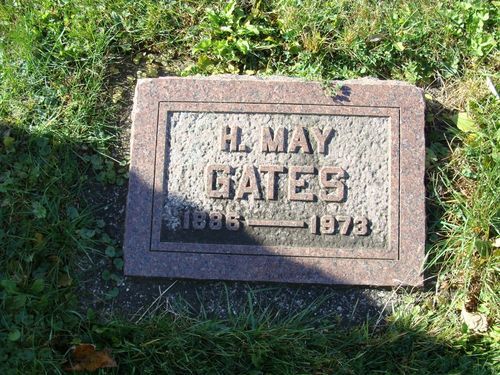 H. MAY
GATES
1886 — 1973